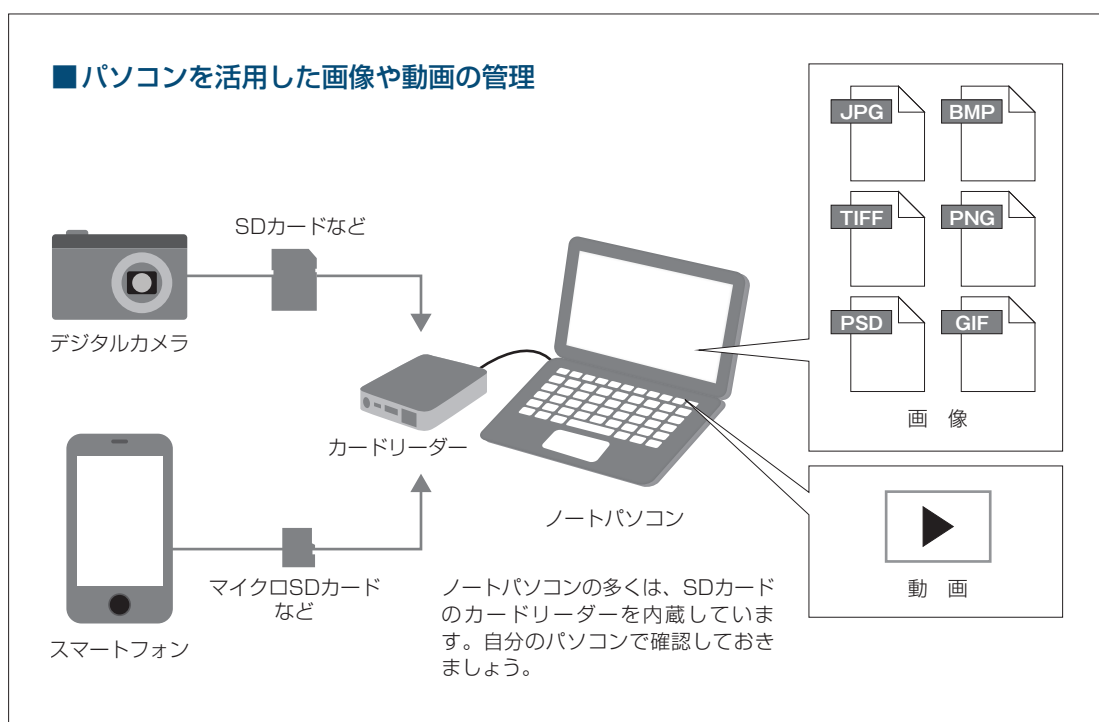 ■パソコンを活用した画像や動画の管理
SDカードなど
デジタルカメラ
カードリーダー
マイクロSDカード
など
スマートフォン
ノートパソコン
ノートパソコンの多くは、SDカード
のカードリーダーを内蔵していま
す。自分のパソコンで確認しておき
ましょう。
JPG
BMP
TIFF
PNG
PSD
GIF
画 像
動 画